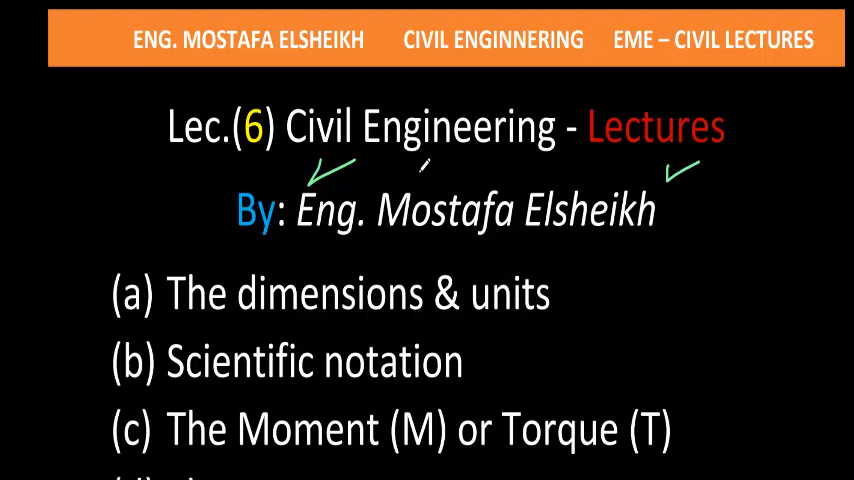 ENG. MOSTAFA ELSHEIKH CIVIL ENGINNERING EME – CIVIL LECTURES
Lec.(6) Civil Engineering - Lectures
By: Eng. Mostafa Elsheikh
(a) The dimensions & units
(b) Scientific notation
(c) The Moment (M) or Torque (T)